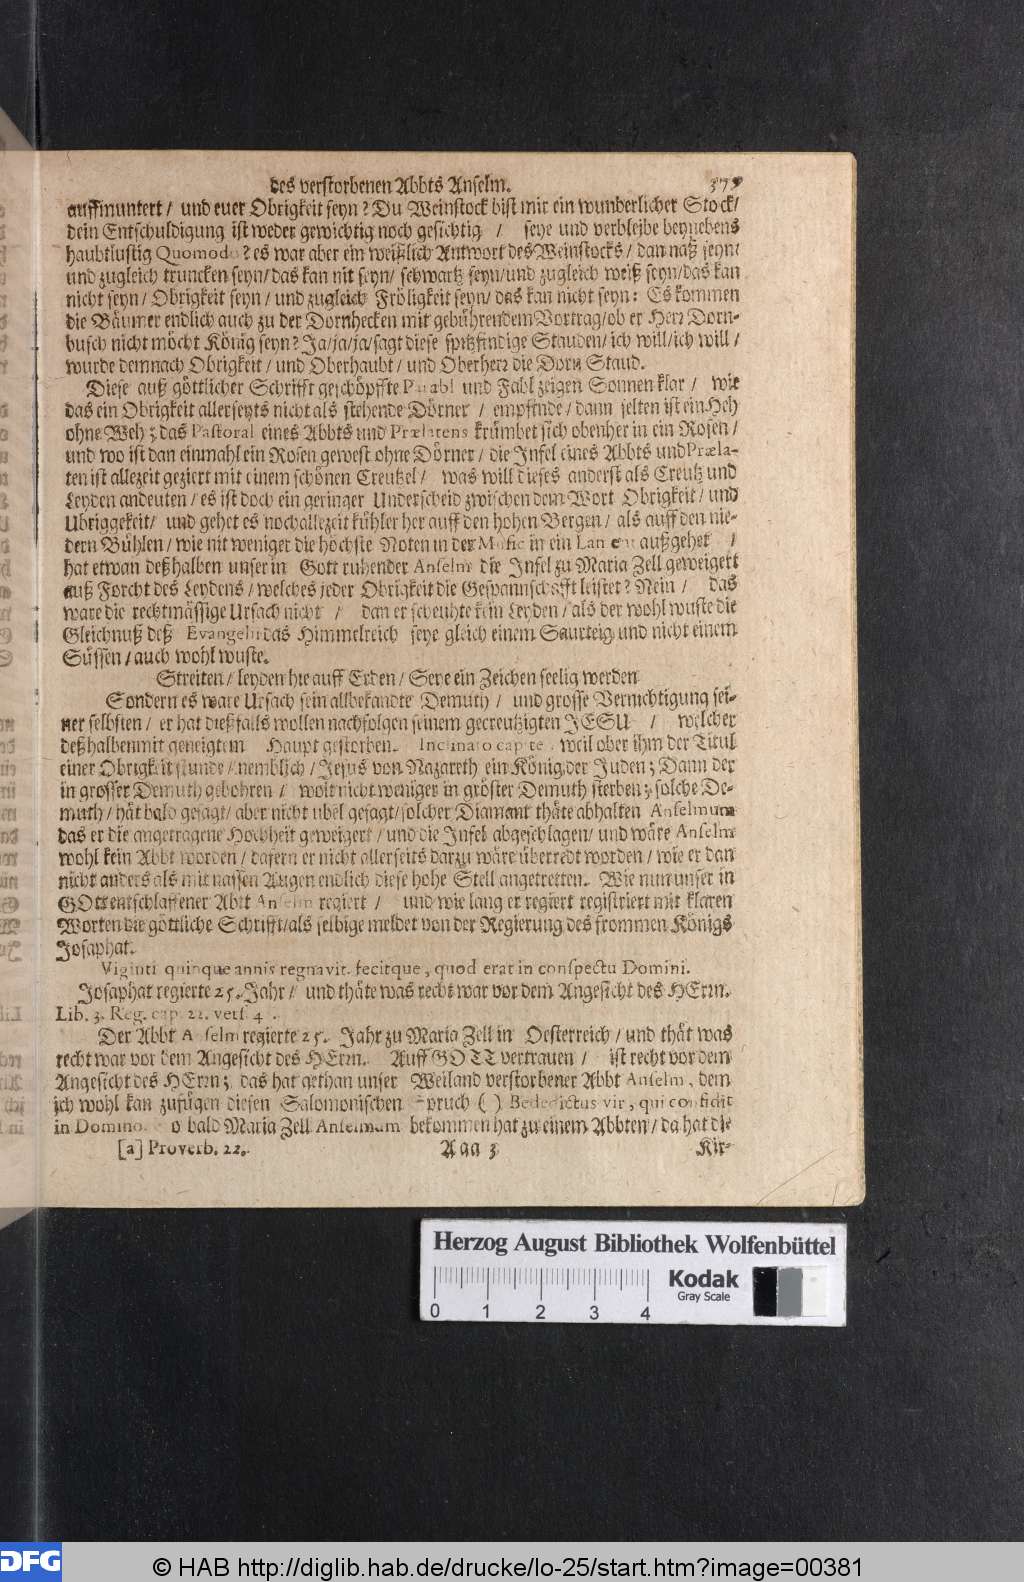 des verstorbenen Abbts Anselm. 375
auffmuntert / und euer Obrigkeit seyn? Du Weinstock bist mir ein wunderlicher Stock /
dein Entschuldigung ist weder gewichtig noch gesichtig / seye und verbleibe beynebens
haubtlustig Quomodo? es war aber ein weißlich Antwort des Weinstocks / dan naß seyn /
und zugleich truncken seyn / das kan nit seyn / schwartz seyn / und zugleich weiß seyn / das kan
nicht seyn / Obrigkeit seyn / und zugleich Fröligkeit seyn / das kan nicht seyn: Es kommen
die Bäumer endlich auch zu der Dornhecken mit gebührendem Vortrag / ob er Herr Dorn-
busch nicht möcht König seyn? Ja / ja / ja / sagt diese spitzfindige Stauden / ich will / ich will /
wurde demnach Obrigkeit / und Oberhaubt / und Oberherr die Dorn Staud.
Diese auß göttlicher Schrifft geschöpffte Parabl und Fabl zeigen Sonnen klar / wie
das ein Obrigkeit allerseyts nicht als stehende Dörner / empfinde / dann selten ist ein Heh
ohne Weh; das Pastoral eines Abbts und Prælatens krümbet sich obenher in ein Rosen /
und wo ist dan einmahl ein Rosen gewest ohne Dörner / die Infel eines Abbts und Præla-
ten ist allezeit geziert mit einem schönen Creutzel / was will dieses anderst als Creutz und
Leyden andeuten / es ist doch ein geringer Underscheid zwischen dem Wort Obrigkeit / und
Ubriggekeit / und gehet es noch allezeit kühler her auff den hohen Bergen / als auff den nie-
dern Bühlen / wie nit weniger die höchste Noten in der Music in ein außgehet /
hat etwan deßhalben unser in Gott ruhender Anselm die Infel zu Maria Zell geweigert
auß Forcht des Leydens / welches jeder Obrigkeit die Gespannschafft leistet? Nein / das
ware die rechtmässige Ursach nicht / dan er scheuhte kein Leyden / als der wohl wuste die
Gleichnuß deß Evangelii das Himmelreich seye gleich einem Saurteig und nicht einem
Süssen / auch wohl wuste.
Streiten / leyden hie auff Erden / Seye ein Zeichen seelig werden
Sondern es ware Ursach sein allbekandte Demuth / und grosse Vernichtigung sei-
ner selbsten / er hat dießfalls wollen nachfolgen seinem gecreutzigten JESU / welcher
deßhalben mit geneigtem Haupt gestorben. Inclinato capite, weil ober ihm der Titul
einer Obrigkeit stunde / nemblich / Jesus von Nazareth ein König der Juden; Dann der
in grosser Demuth gebohren / wolt nicht weniger in gröster Demuth sterben; solche De-
muth / hät bald gesagt / aber nicht übel gesagt / solcher Diamant thäte abhalten Anselmum
das er die angetragene Hochheit geweigert / und die Infel abgeschlagen / und wäre Anselm
wohl kein Abbt worden / dafern er nicht allerseits darzu wäre überredt worden / wie er dan
nicht anders als mit nassen Augen endlich diese hohe Stell angetretten. Wie nun unser in
GOtt entschlaffener Abtt Anselm regiert / und wie lang er regiert registriert mit klaren
Worten die göttliche Schrifft / als selbige meldet von der Regierung des frommen Königs
Josaphat.
Viginti quinque annis regnavit. fecitque, quod erat in conspectu Domini.
Josaphat regierte 25. Jahr / und thäte was recht war vor dem Angesicht des HErrn.
Lib. 3. Reg. cap. 22. vers. 4.
Der Abbt Anselm regierte 25. Jahr zu Maria Zell in Oesterreich / und thät was
recht war vor dem Angesicht des HErrn. Auff GOTT vertrauen / ist recht vor dem
Angesicht des HErrn; das hat gethan unser Weiland verstorbener Abbt Anselm, dem
ich wohl kan zufügen diesen Salomonischen Spruch ( ) Bedectictus vir, qui confidit
in Domino. o bald Maria Zell Anselmum bekommen hat zu einem Abbten / da hat die
[a] Proverb. 22. Aaa 3 Kir-
Herzog August Bibliothek Wolfenbüttel
0 1 2 3 4
Kodak
Gray Scale
DFG
© HAB http://diglib.hab.de/drucke/lo-25/start.htm?image=00381